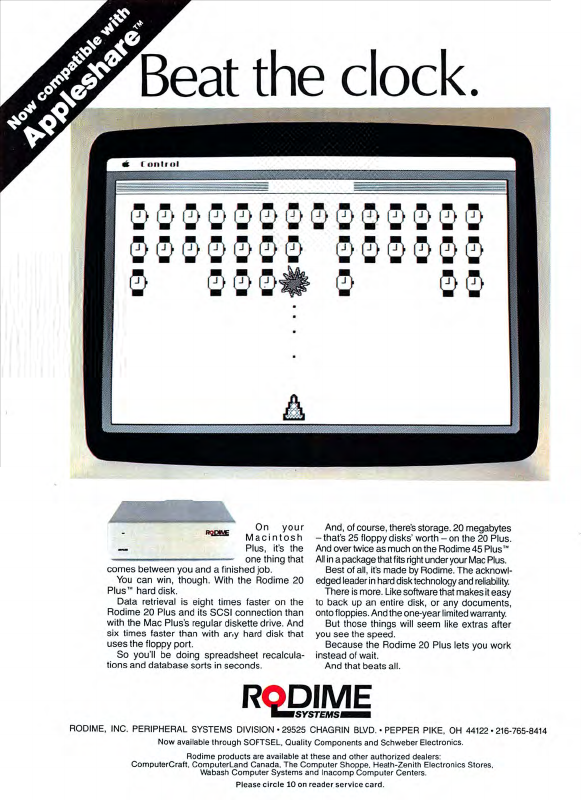 Now compatible with
Appleshare™
Beat the clock.
Control
RODIME
On your
Macintosh
Plus, it's the
one thing that
comes between you and a finished job.
You can win, though. With the Rodime 20
Plus™ hard disk.
Data retrieval is eight times faster on the
Rodime 20 Plus and its SCSI connection than
with the Mac Plus's regular diskette drive. And
six times faster than with any hard disk that
uses the floppy port.
So you'll be doing spreadsheet recalcula-
tions and database sorts in seconds.
And, of course, there's storage. 20 megabytes
– that's 25 floppy disks' worth – on the 20 Plus.
And over twice as much on the Rodime 45 Plus™
All in a package that fits right under your Mac Plus.
Best of all, it's made by Rodime. The acknowl-
edged leader in hard disk technology and reliability.
There is more. Like software that makes it easy
to back up an entire disk, or any documents,
onto floppies. And the one-year limited warranty.
But those things will seem like extras after
you see the speed.
Because the Rodime 20 Plus lets you work
instead of wait.
And that beats all.
RODIME
SYSTEMS
RODIME, INC. PERIPHERAL SYSTEMS DIVISION • 29525 CHAGRIN BLVD. • PEPPER PIKE, OH 44122 • 216-765-8414
Now available through SOFTSEL, Quality Components and Schweber Electronics.
Rodime products are available at these and other authorized dealers:
ComputerCraft, ComputerLand Canada, The Computer Shoppe, Heath-Zenith Electronics Stores,
Wabash Computer Systems and Inacomp Computer Centers.
Please circle 10 on reader service card.